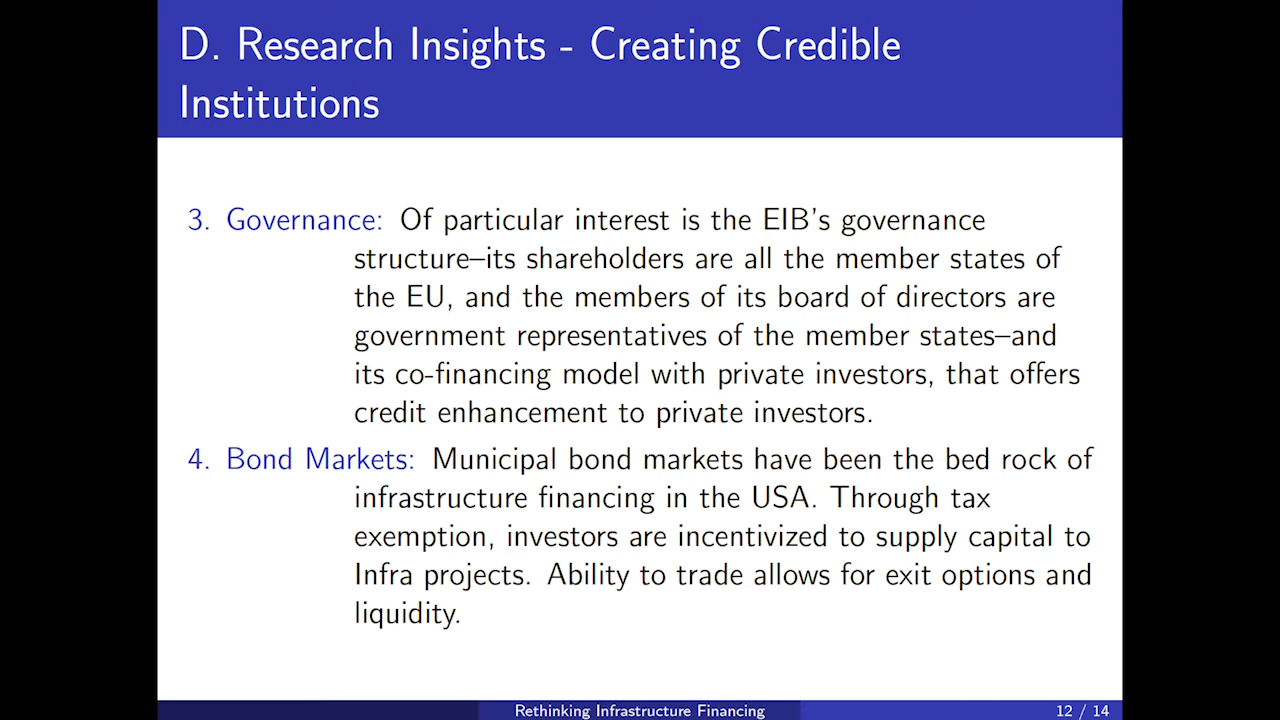 D. Research Insights - Creating Credible
Institutions
3. Governance: Of particular interest is the EIB's governance
structure–its shareholders are all the member states of
the EU, and the members of its board of directors are
government representatives of the member states–and
its co-financing model with private investors, that offers
credit enhancement to private investors.
4. Bond Markets: Municipal bond markets have been the bed rock of
infrastructure financing in the USA. Through tax
exemption, investors are incentivized to supply capital to
Infra projects. Ability to trade allows for exit options and
liquidity.
Rethinking Infrastructure Financing
12 / 14